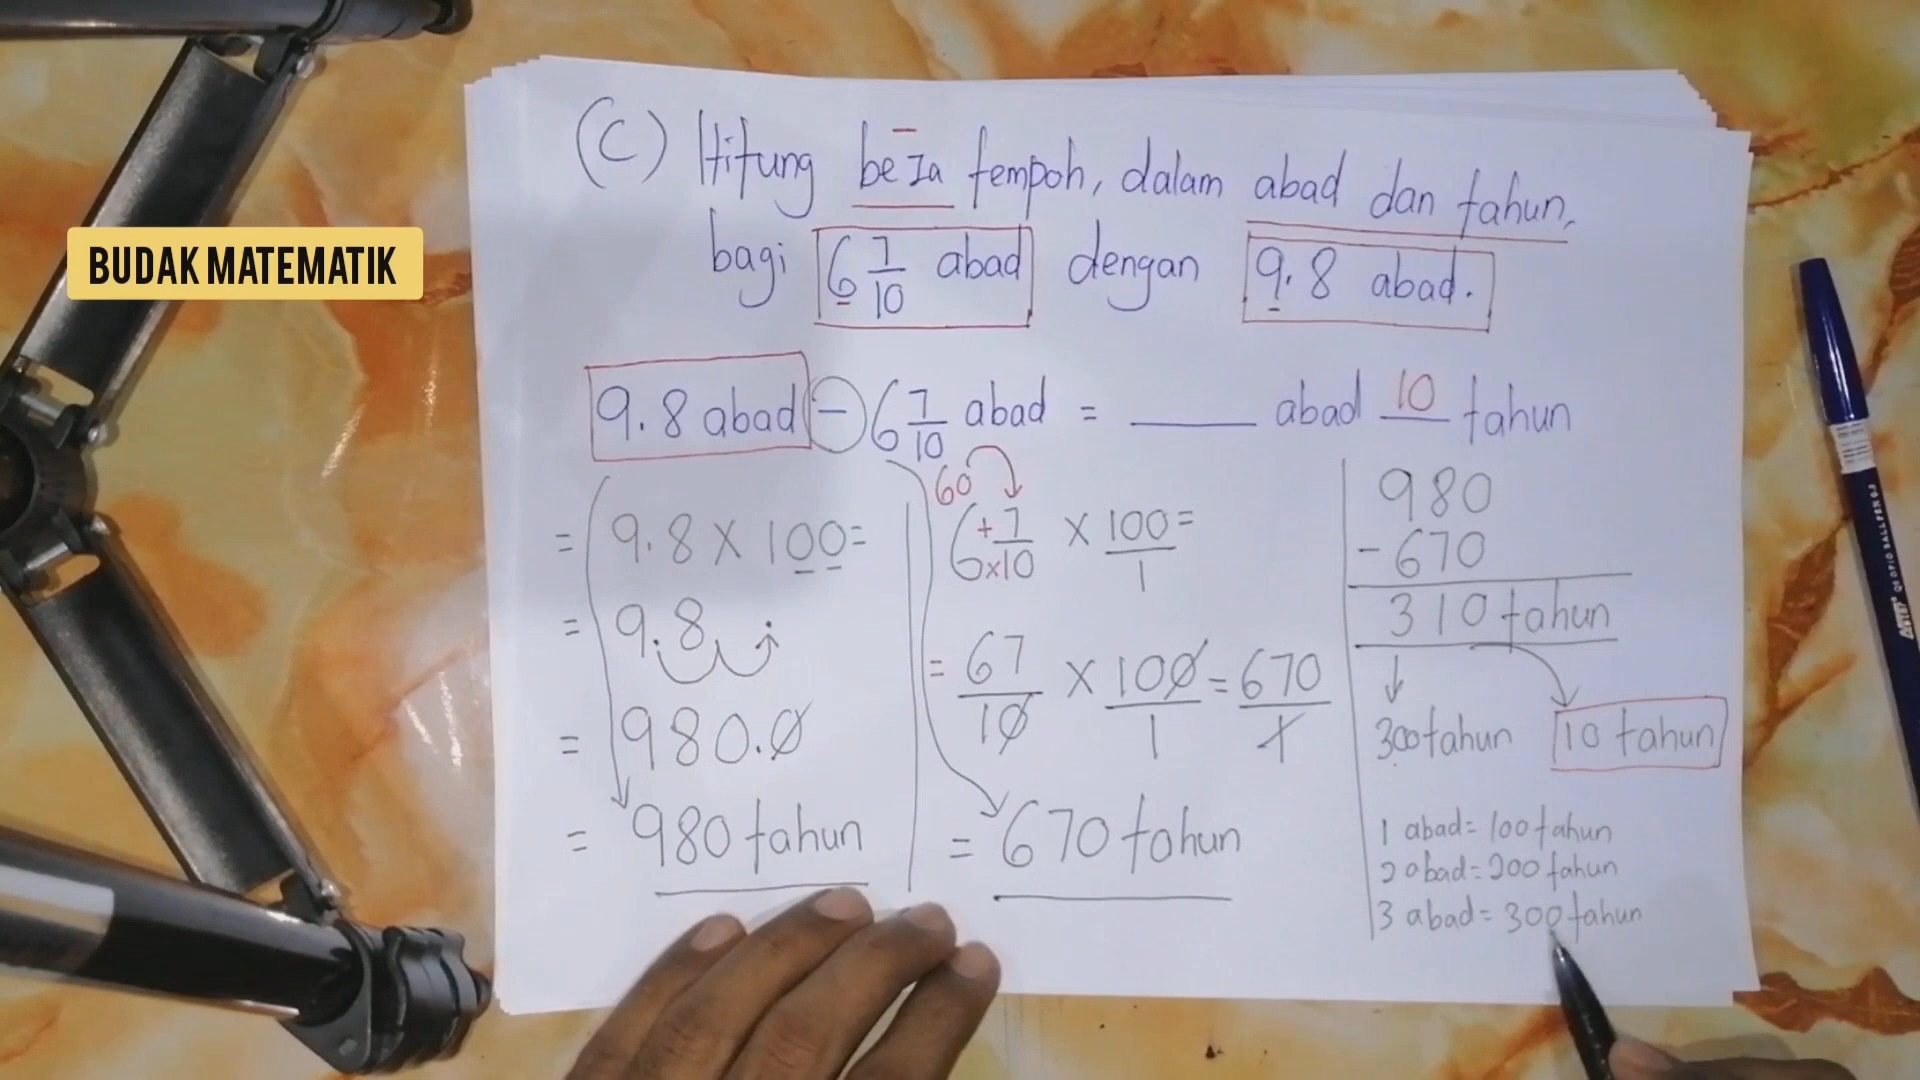 BUDAK MATEMATIK
(C) Hitung beza tempoh, dalam abad dan tahun,
bagi 6 7/10 abad dengan 9.8 abad.
9.8 abad - 6 7/10 abad = ____ abad 10 tahun
= 9.8 x 100 =
= 9.8
= 980.0
= 980 tahun
60
6 + 7 x 100 =
x 10 1
= 67/10 x 100/1 = 670/1
= 670 tahun
980
- 670
310 tahun
300 tahun 10 tahun
1 abad = 100 tahun
2 abad = 200 tahun
3 abad = 300 tahun